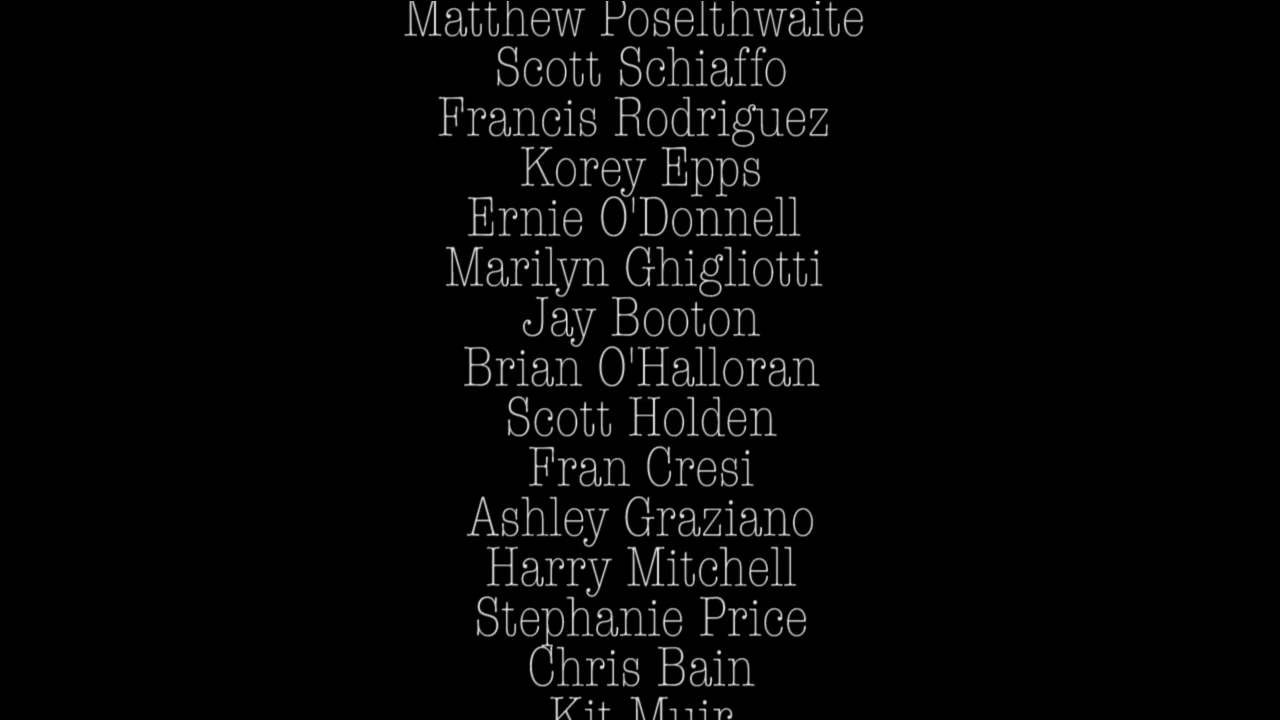 Matthew Poselthwaite
Scott Schiaffo
Francis Rodriguez
Korey Epps
Ernie O'Donnell
Marilyn Ghigliotti
Jay Booton
Brian O'Halloran
Scott Holden
Fran Cresi
Ashley Graziano
Harry Mitchell
Stephanie Price
Chris Bain
Kit Muir